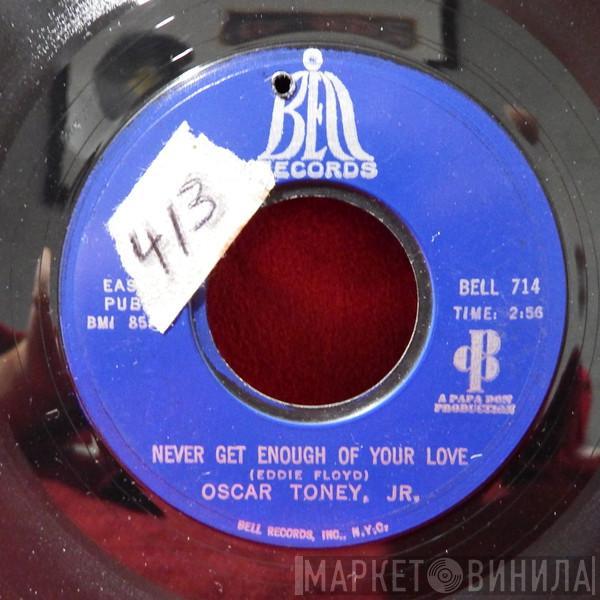 BELL
RECORDS
413
EAS
PUB
BMI 85
BELL 714
TIME: 2:56
A PAPA DON
PRODUCTION
NEVER GET ENOUGH OF YOUR LOVE
(EDDIE FLOYD)
OSCAR TONEY, JR.
BELL RECORDS, INC., N.Y.C.
МАРКЕТ ВИНИЛА